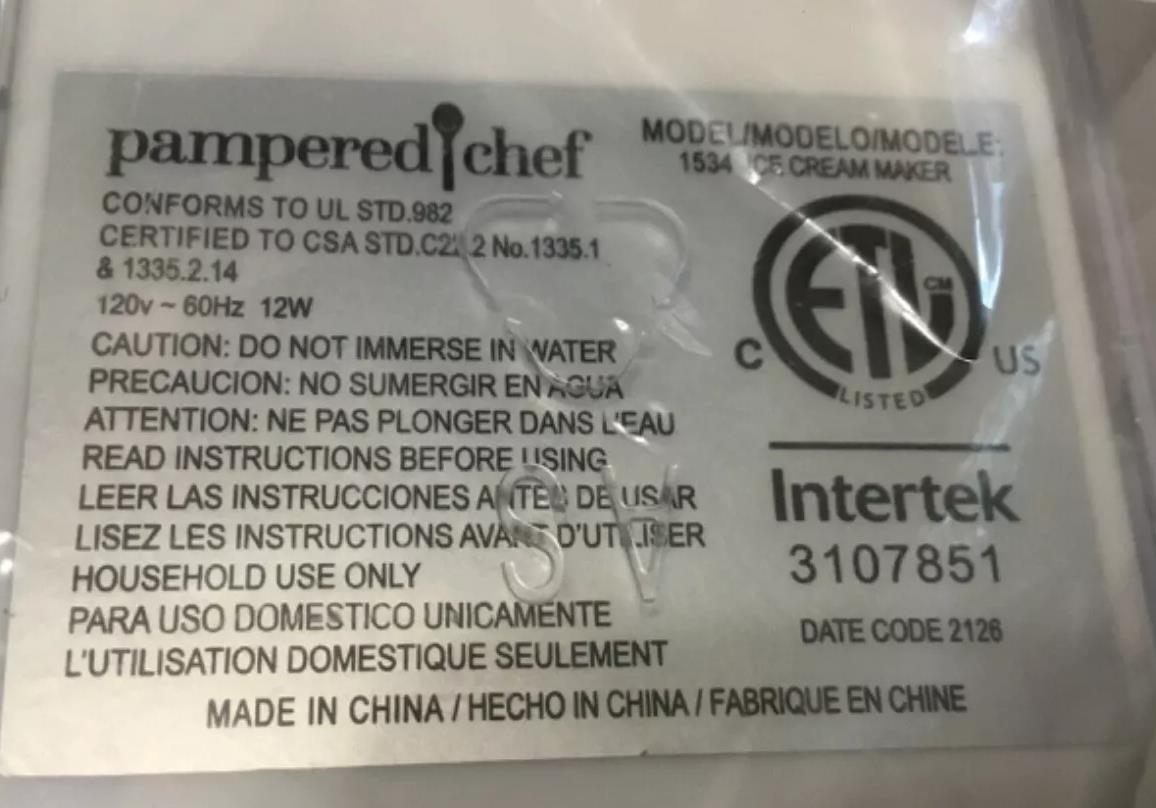 pampered chef
CONFORMS TO UL STD.982
CERTIFIED TO CSA STD.C22.2 No.1335.1
& 1335.2.14
120v ~ 60Hz 12W
CAUTION: DO NOT IMMERSE IN WATER
PRECAUCION: NO SUMERGIR EN AGUA
ATTENTION: NE PAS PLONGER DANS L'EAU
READ INSTRUCTIONS BEFORE USING
LEER LAS INSTRUCCIONES ANTES DE USAR
LISEZ LES INSTRUCTIONS AVANT D'UTILISER
HOUSEHOLD USE ONLY
PARA USO DOMESTICO UNICAMENTE
L'UTILISATION DOMESTIQUE SEULEMENT
MODEL/MODELO/MODELE:
1534 ICE CREAM MAKER
ETL CM
C US
LISTED
Intertek
3107851
DATE CODE 2126
MADE IN CHINA / HECHO IN CHINA / FABRIQUE EN CHINE